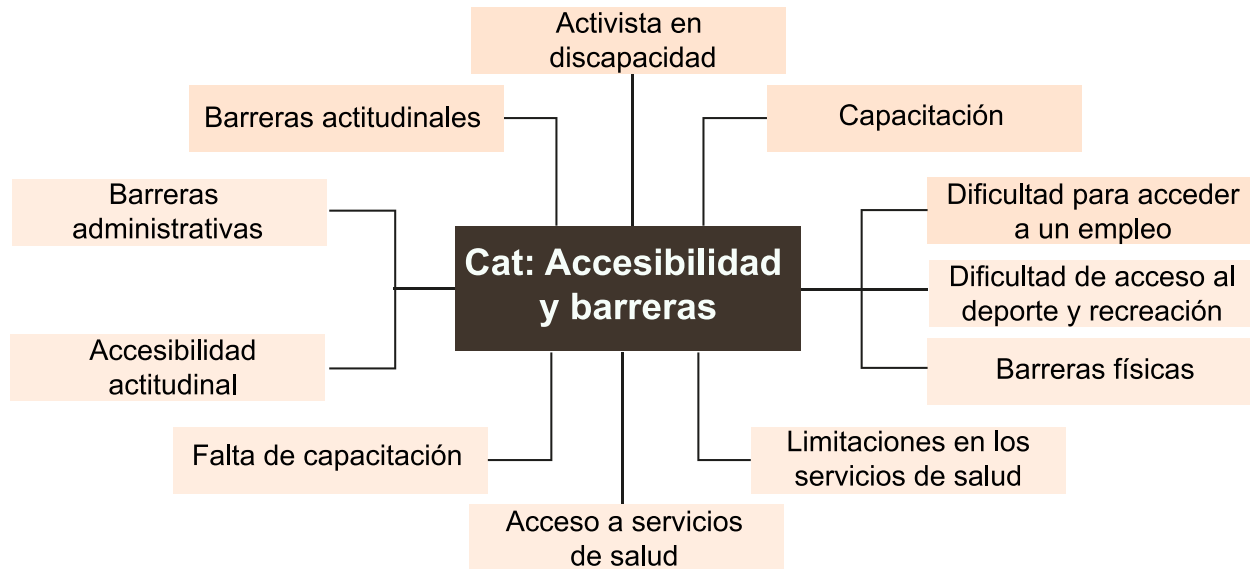 Activista en
discapacidad
Barreras actitudinales
Capacitación
Barreras
administrativas
Dificultad para acceder
a un empleo
Cat: Accesibilidad
y barreras
Dificultad de acceso al
deporte y recreación
Accesibilidad
actitudinal
Barreras físicas
Falta de capacitación
Limitaciones en los
servicios de salud
Acceso a servicios
de salud